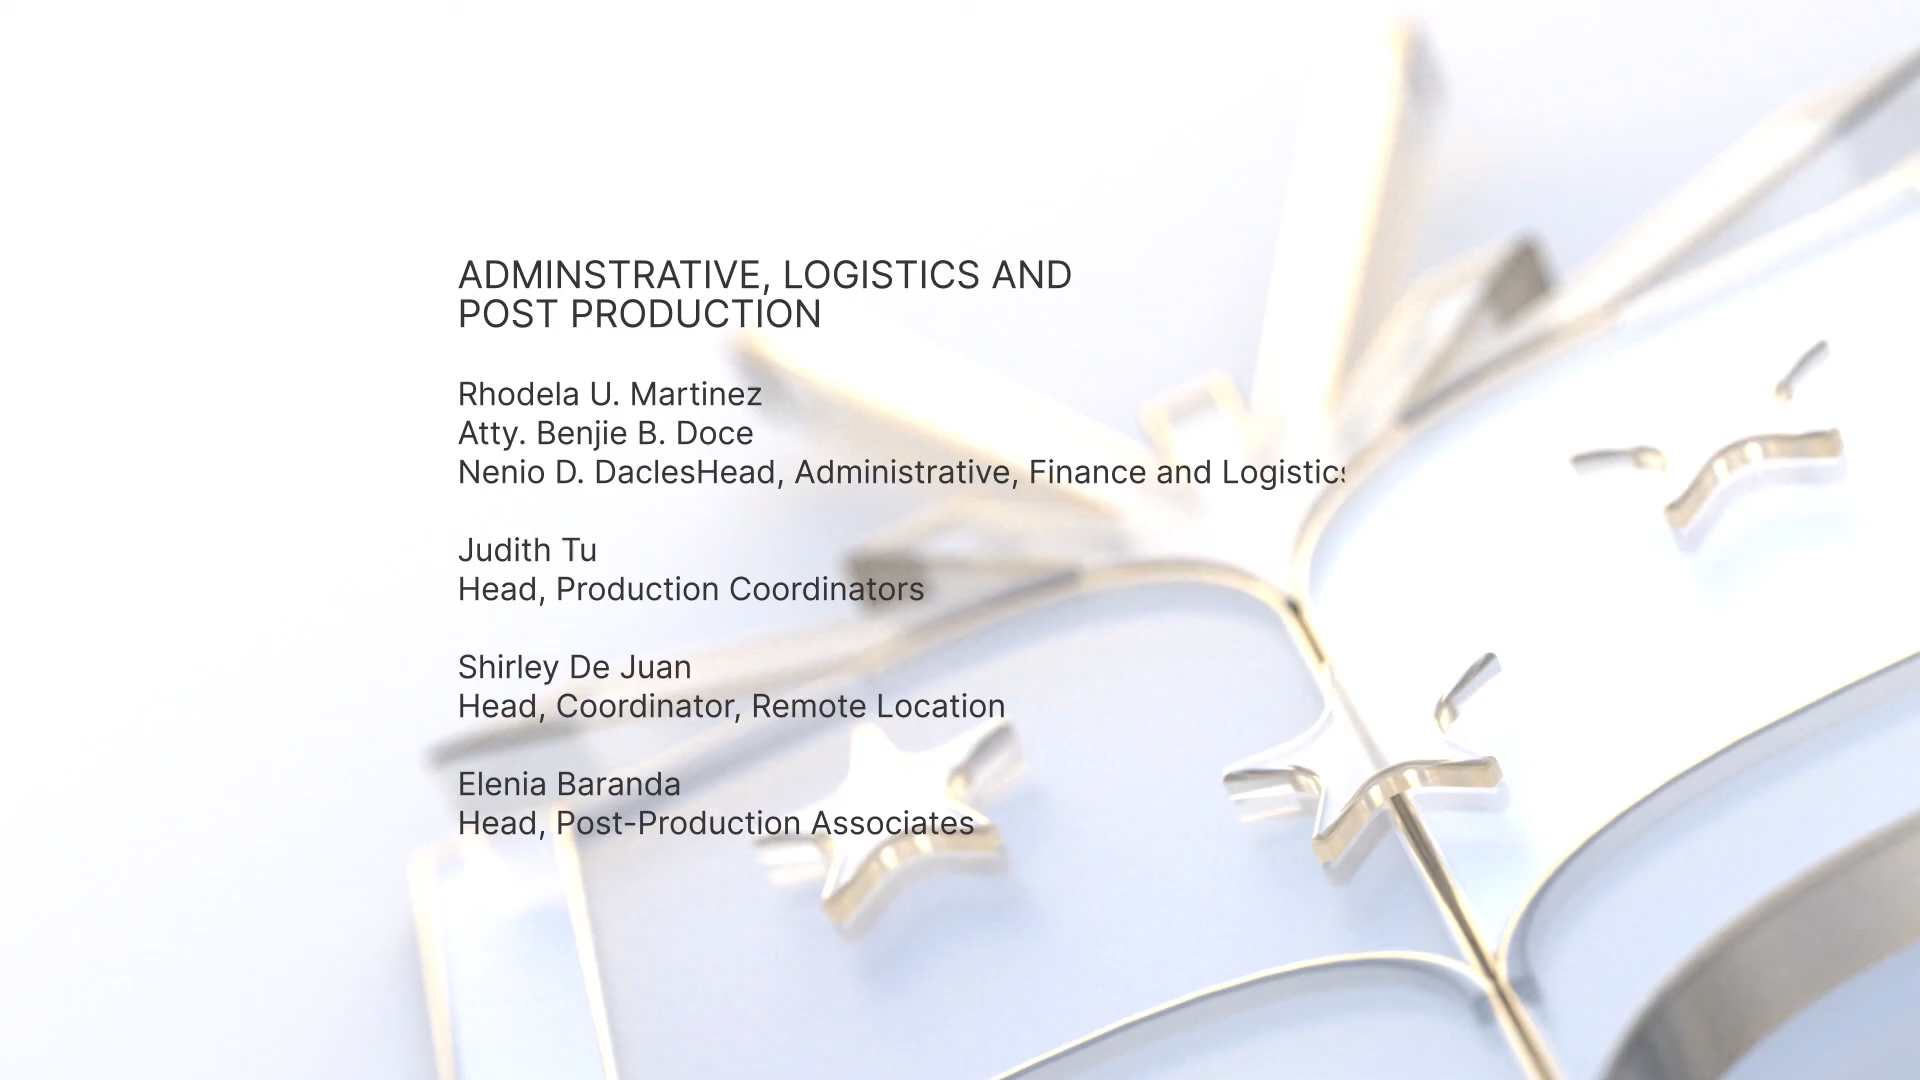 ADMINSTRATIVE, LOGISTICS AND
POST PRODUCTION
Rhodela U. Martinez
Atty. Benjie B. Doce
Nenio D. DaclesHead, Administrative, Finance and Logistics
Judith Tu
Head, Production Coordinators
Shirley De Juan
Head, Coordinator, Remote Location
Elenia Baranda
Head, Post-Production Associates